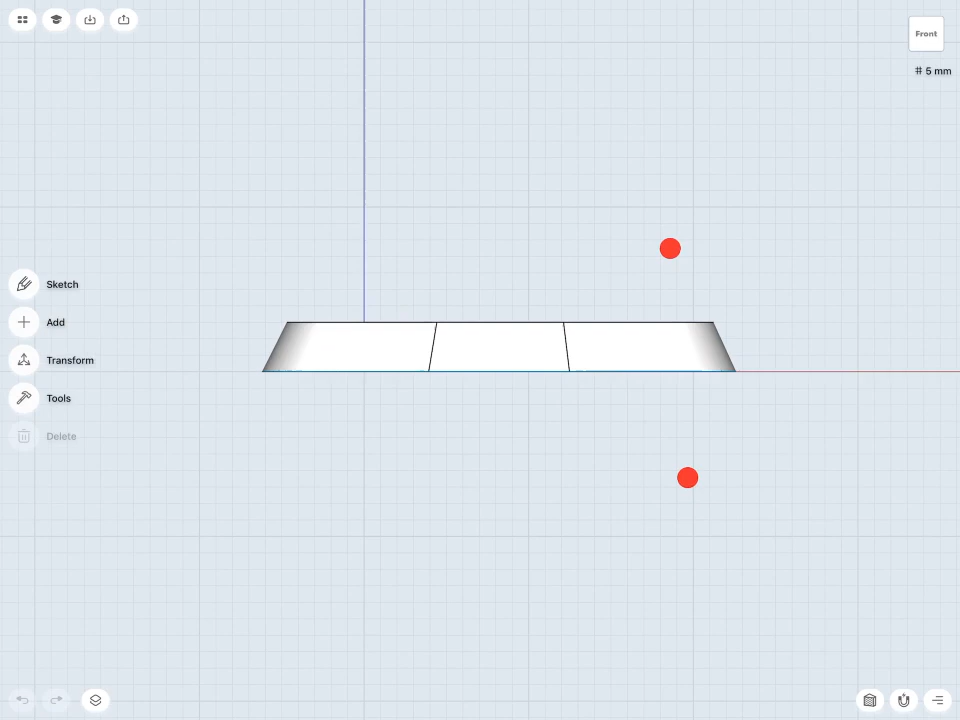 Front
# 5 mm
Sketch
Add
Transform
Tools
Delete